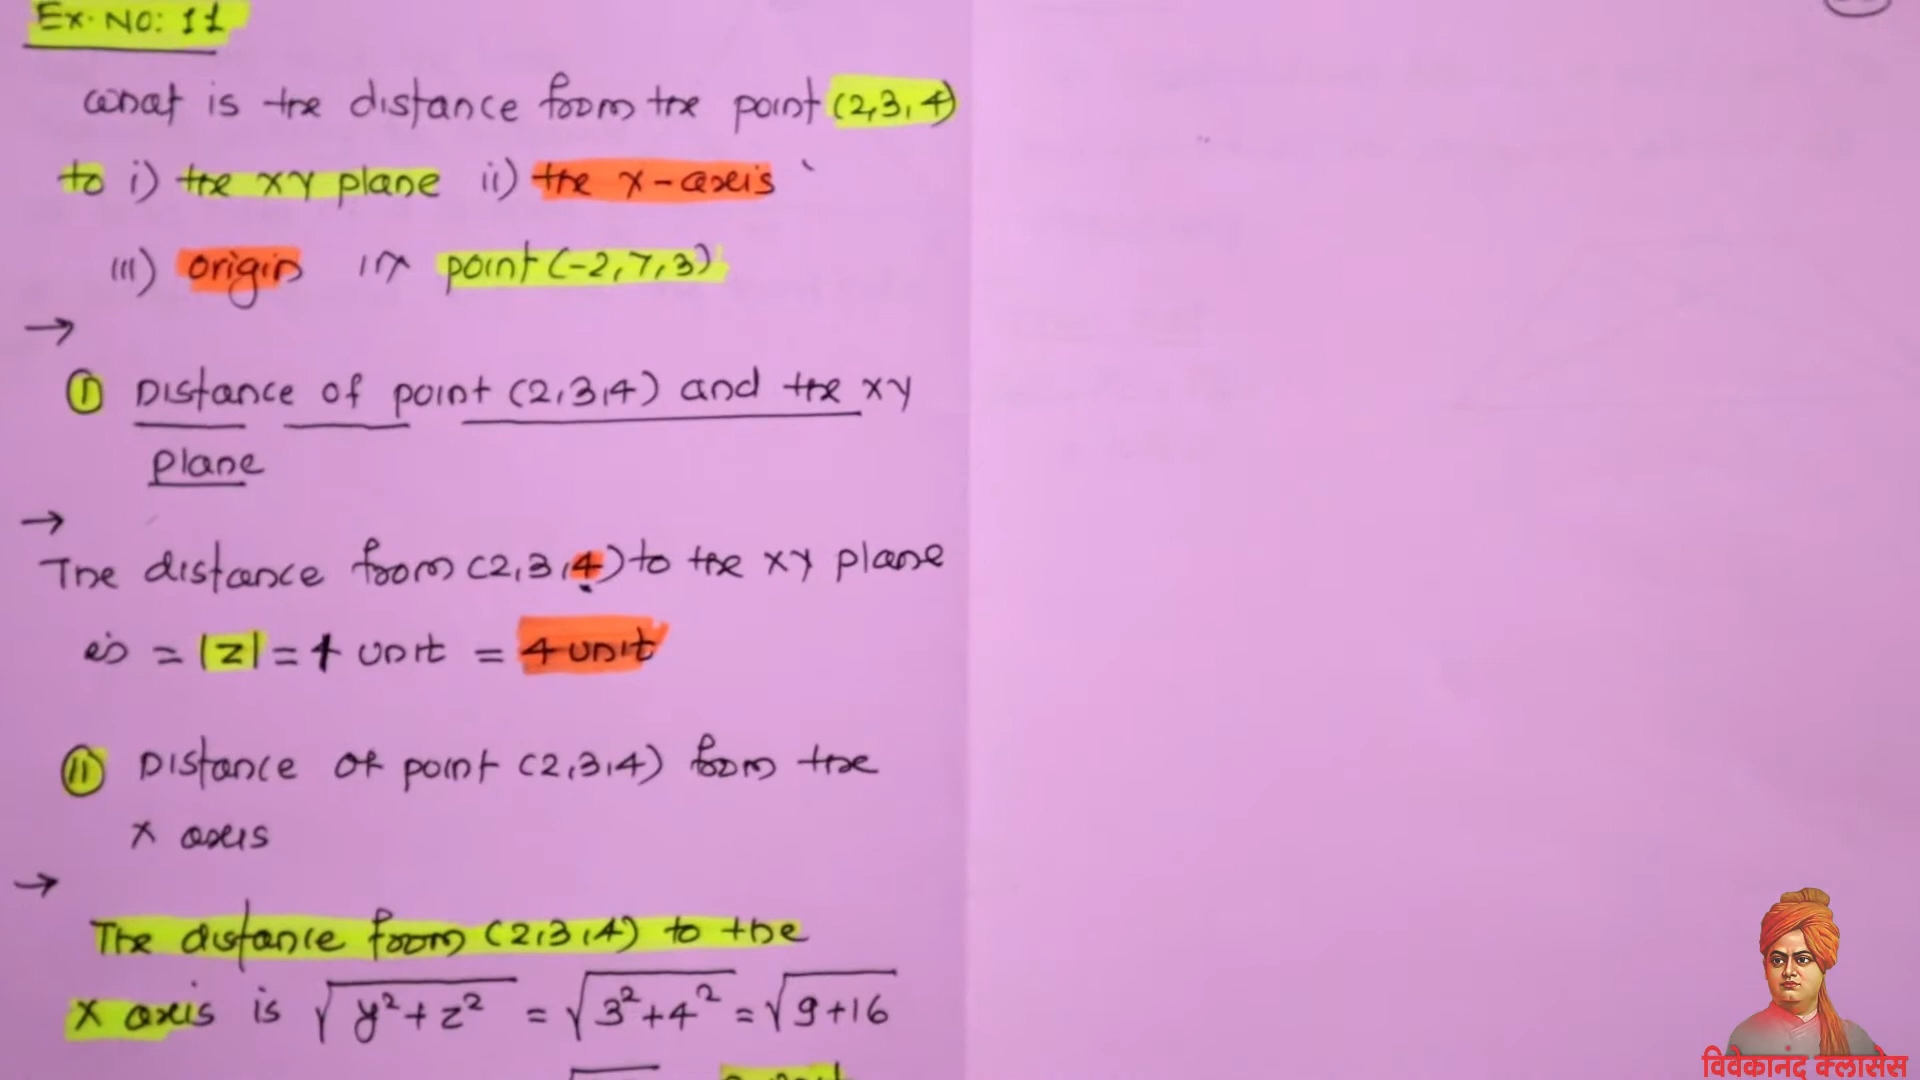 Ex. No: 11
what is the distance from the point (2,3,4)
to i) the xy plane ii) the x-axis
iii) origin iv) point (-2,7,3)
→
i) Distance of point (2,3,4) and the xy
plane
→
The distance from (2,3,4) to the xy plane
is = |z| = 4 unit = 4 unit
ii) Distance of point (2,3,4) from the
x axis
→
The distance from (2,3,4) to the
x axis is √y²+z² = √3²+4² = √9+16
विवेकानंद क्लासेस